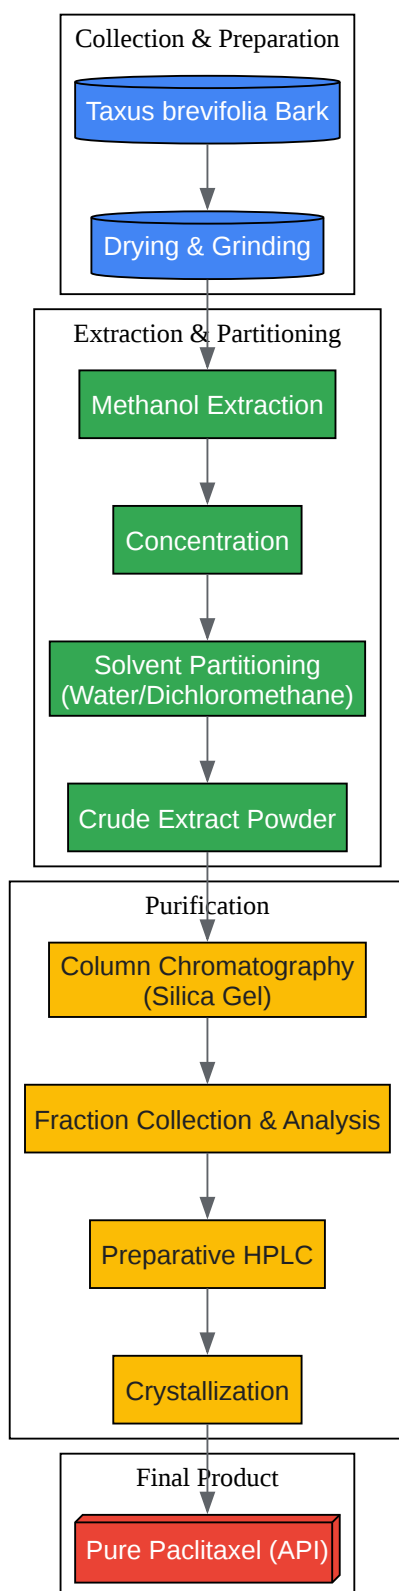 Collection & Preparation
Taxus brevifolia Bark
Drying & Grinding
Extraction & Partitioning
Methanol Extraction
Concentration
Solvent Partitioning
(Water/Dichloromethane)
Crude Extract Powder
Purification
Column Chromatography
(Silica Gel)
Fraction Collection & Analysis
Preparative HPLC
Crystallization
Final Product
Pure Paclitaxel (API)